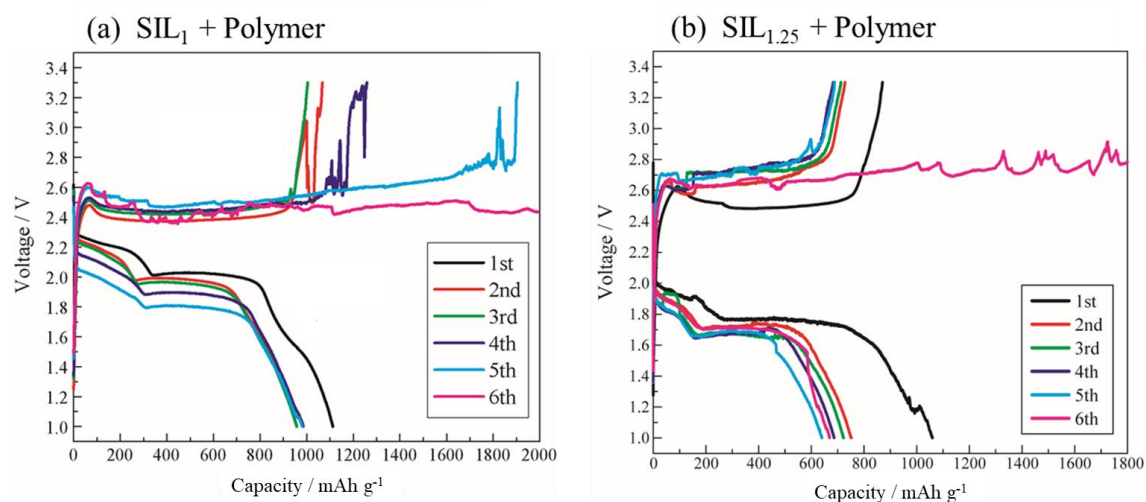 (a) SIL₁ + Polymer
3.4
3.2
3.0
2.8
2.6
2.4
2.2
2.0
1.8
1.6
1.4
1.2
1.0
Voltage / V
1st
2nd
3rd
4th
5th
6th
0 200 400 600 800 1000 1200 1400 1600 1800 2000
Capacity / mAh g⁻¹
(b) SIL₁.₂₅ + Polymer
3.4
3.2
3.0
2.8
2.6
2.4
2.2
2.0
1.8
1.6
1.4
1.2
1.0
Voltage / V
1st
2nd
3rd
4th
5th
6th
0 200 400 600 800 1000 1200 1400 1600 1800
Capacity / mAh g⁻¹